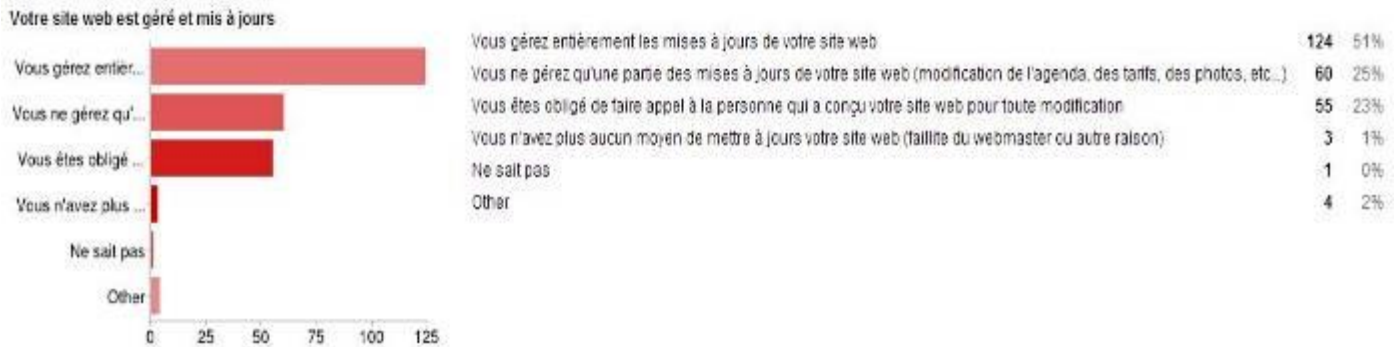 Votre site web est géré et mis à jours
Vous gérez entièr...
Vous ne gérez qu'...
Vous êtes obligé ...
Vous n'avez plus ...
Ne sait pas
Other
0 25 50 75 100 125
Vous gérez entièrement les mises à jours de votre site web 124 51%
Vous ne gérez qu'une partie des mises à jours de votre site web (modification de l'agenda, des tarifs, des photos, etc...) 60 25%
Vous êtes obligé de faire appel à la personne qui a conçu votre site web pour toute modification 55 23%
Vous n'avez plus aucun moyen de mettre à jours votre site web (faillite du webmaster ou autre raison) 3 1%
Ne sait pas 1 0%
Other 4 2%